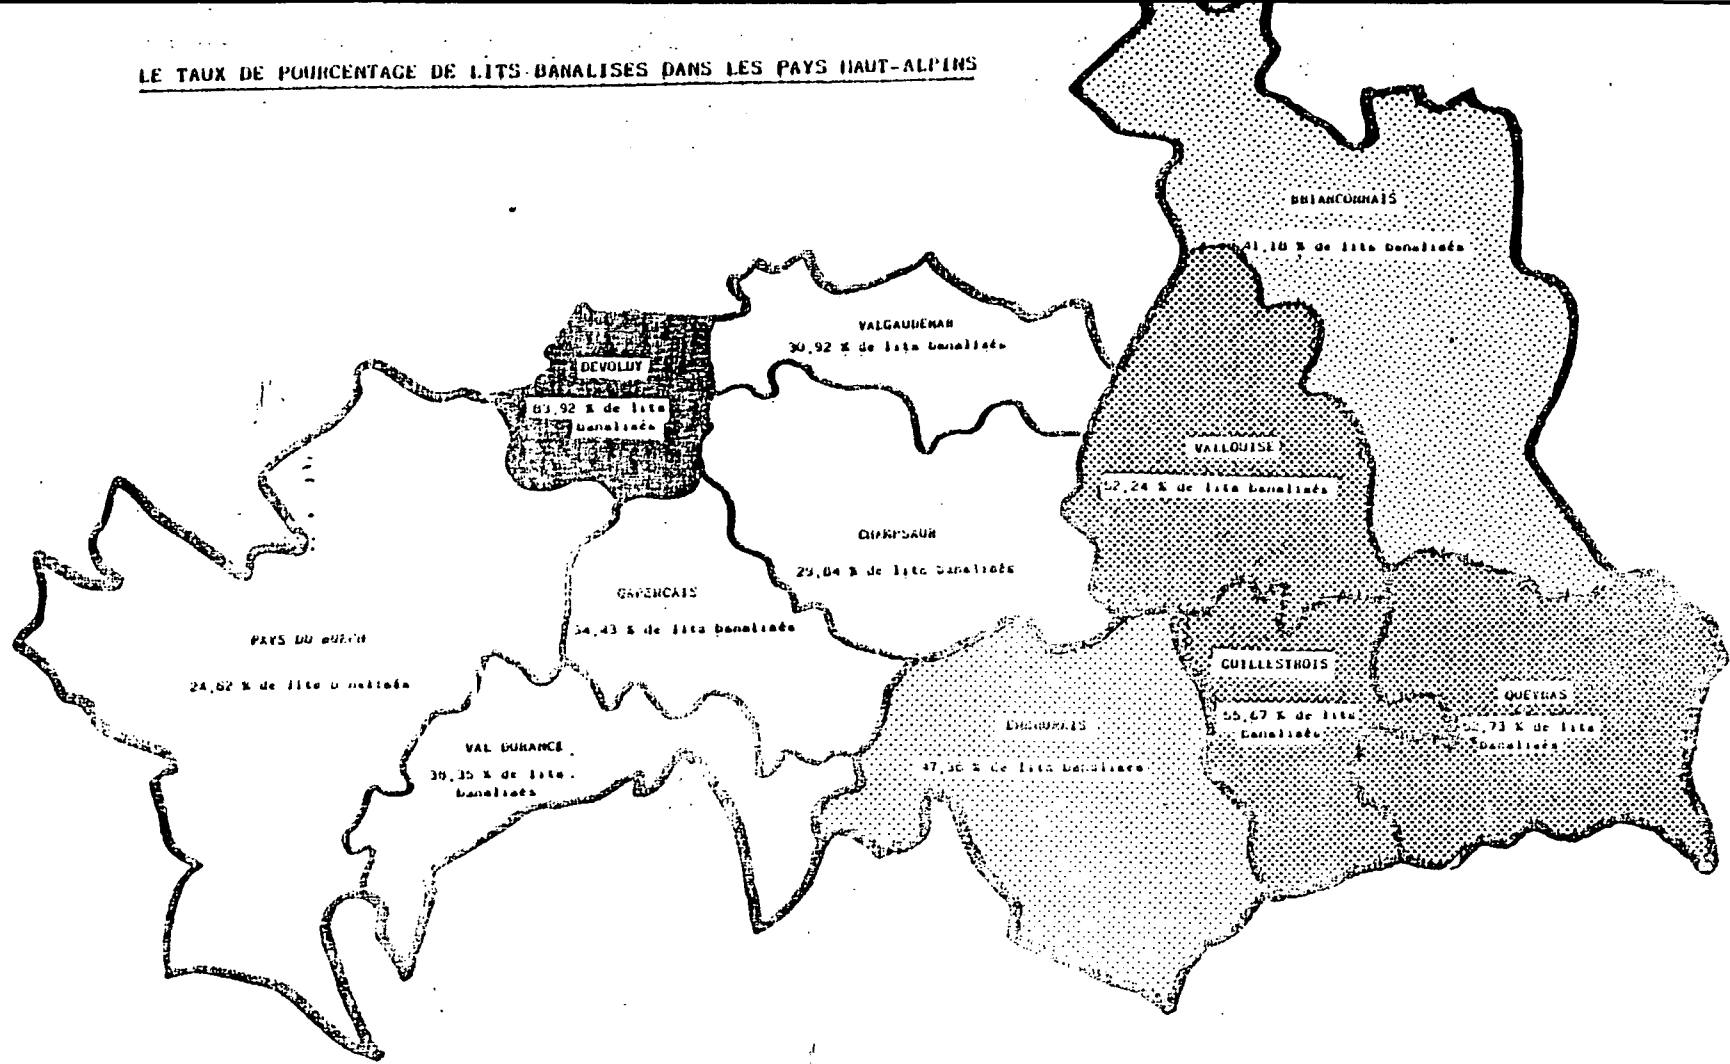 LE TAUX DE POURCENTAGE DE LITS BANALISES DANS LES PAYS HAUT-ALPINS
BRIANCONNAIS
41,18 % de lits banalisés
VALGAUDEMAR
30,92 % de lits banalisés
DEVOLUY
83,92 % de lits
banalisés
VALLOUISE
52,24 % de lits banalisés
CHAMPSAUR
29,84 % de lits banalisés
GAPENCAIS
34,43 % de lits banalisés
PAYS DU BUECH
24,62 % de lits banalisés
GUILLESTROIS
55,67 % de lits
banalisés
QUEYRAS
,73 % de lits
banalisés
EMBRUNAIS
47,36 % de lits banalisés
VAL DURANCE
38,35 % de lits
banalisés